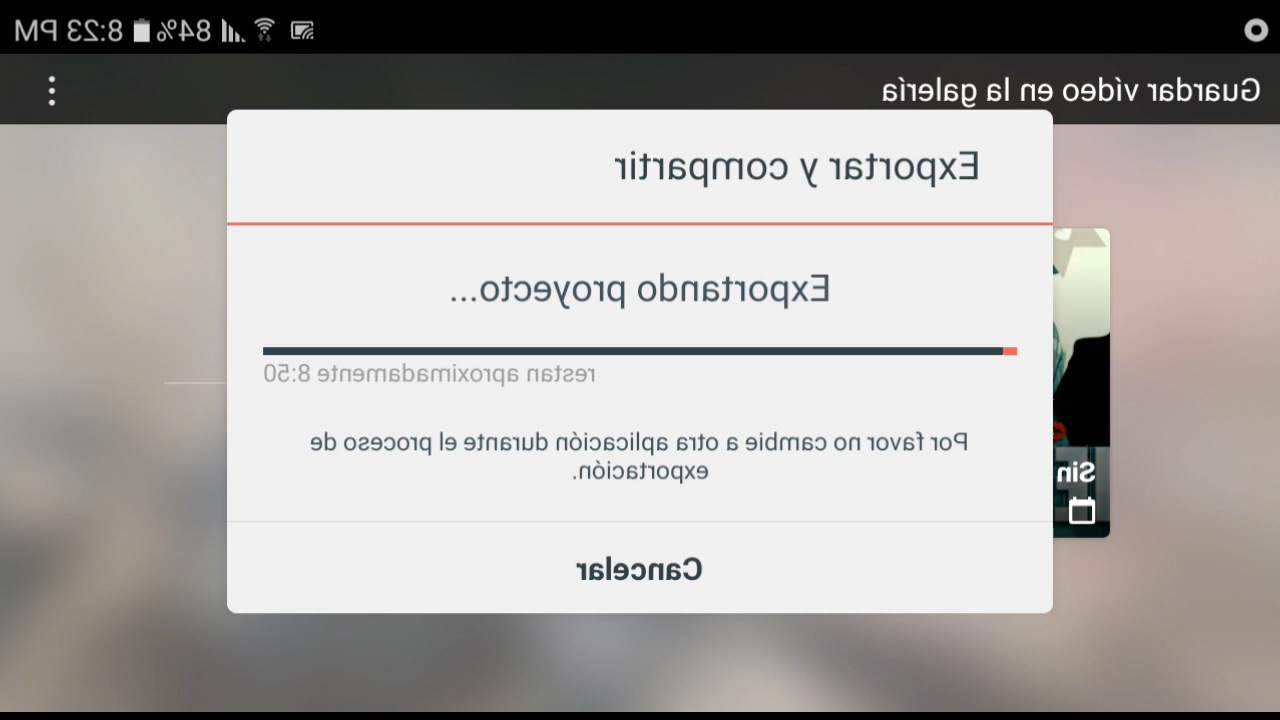 84% 8:23 PM
Guardar vídeo en la galería
Exportar y compartir
Exportando proyecto...
restan aproximadamente 8:50
Por favor no cambie a otra aplicación durante el proceso de
exportación.
Sin
Cancelar